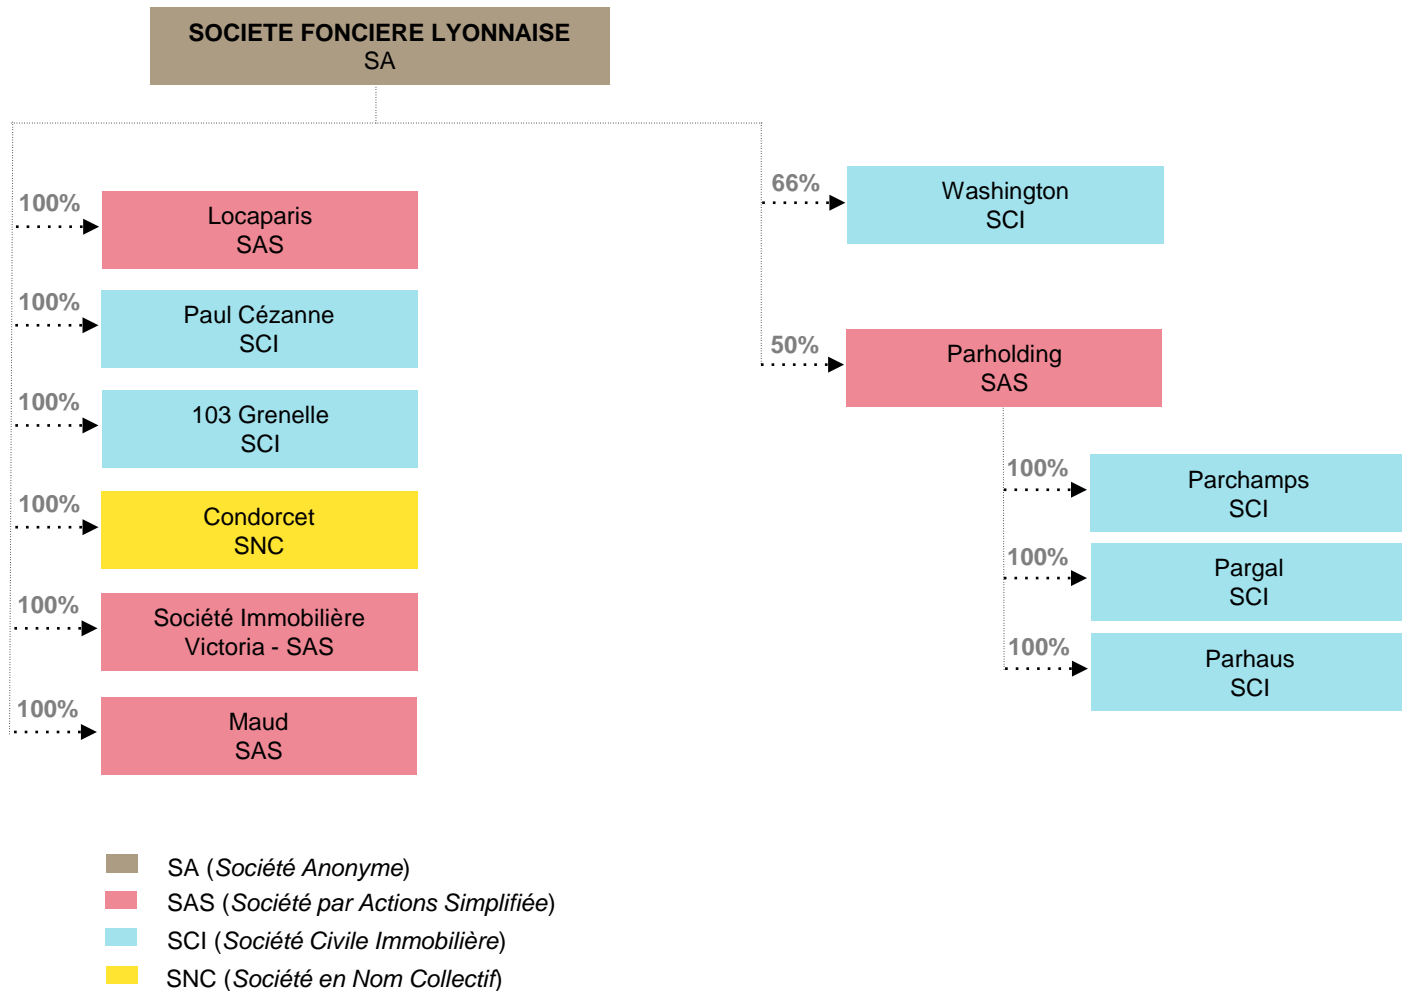 SOCIETE FONCIERE LYONNAISE
SA
100%
Locaparis
SAS
100%
Paul Cézanne
SCI
100%
103 Grenelle
SCI
100%
Condorcet
SNC
100%
Société Immobilière
Victoria - SAS
100%
Maud
SAS
66%
Washington
SCI
50%
Parholding
SAS
100%
Parchamps
SCI
100%
Pargal
SCI
100%
Parhaus
SCI
SA (Société Anonyme)
SAS (Société par Actions Simplifiée)
SCI (Société Civile Immobilière)
SNC (Société en Nom Collectif)